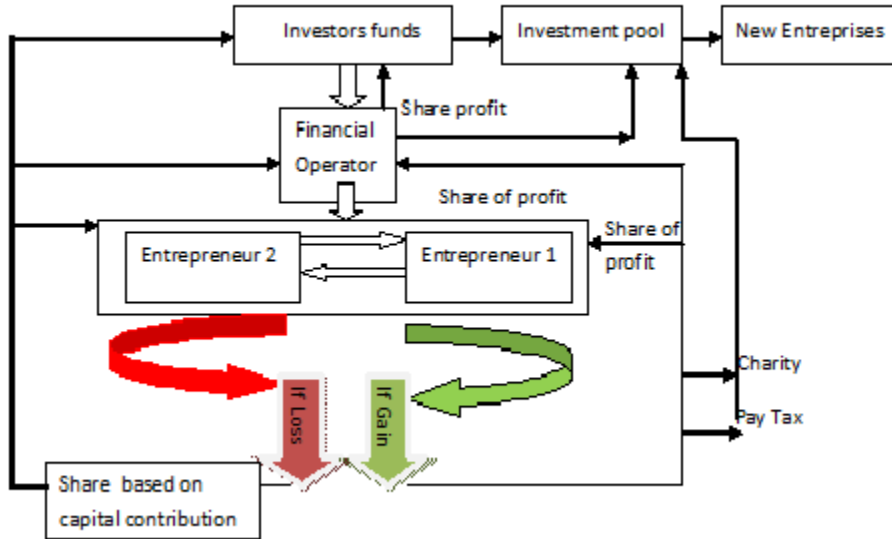 Investors funds
Investment pool
New Entreprises
Share profit
Financial
Operator
Share of profit
Share of
profit
Entrepreneur 2
Entrepreneur 1
If Loss
If Gain
Charity
Pay Tax
Share based on
capital contribution